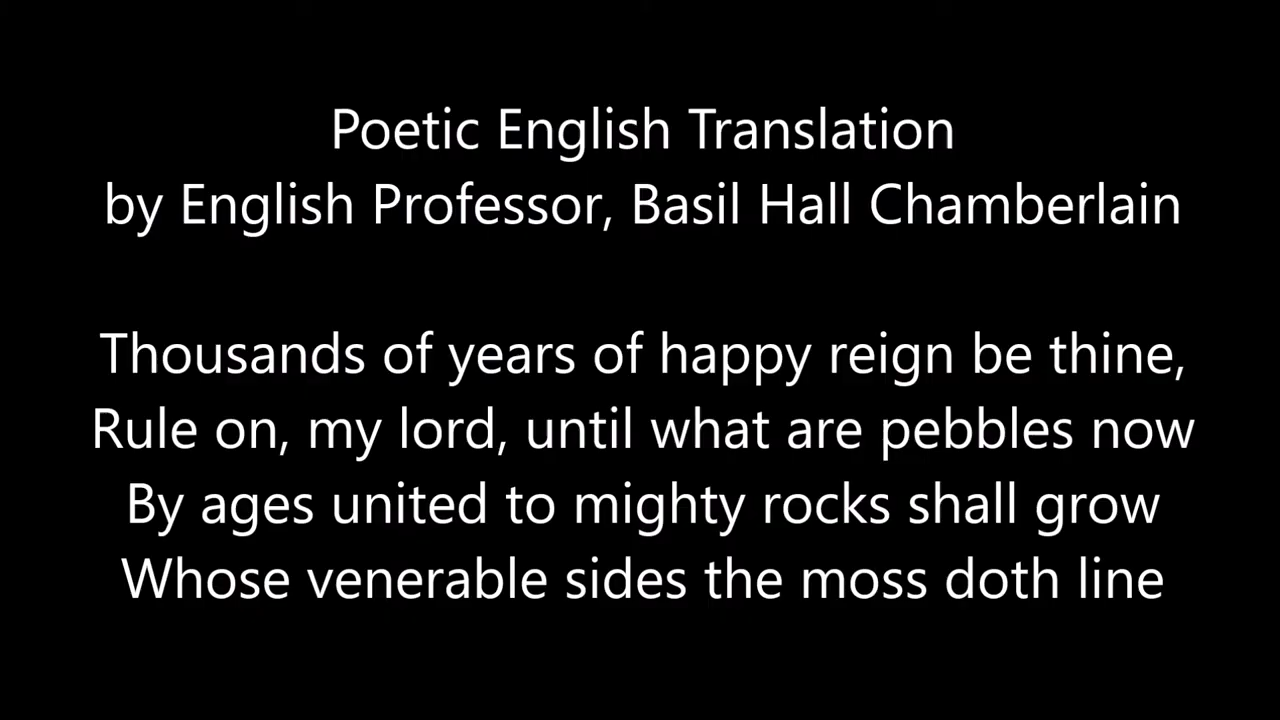 Poetic English Translation
by English Professor, Basil Hall Chamberlain
Thousands of years of happy reign be thine,
Rule on, my lord, until what are pebbles now
By ages united to mighty rocks shall grow
Whose venerable sides the moss doth line